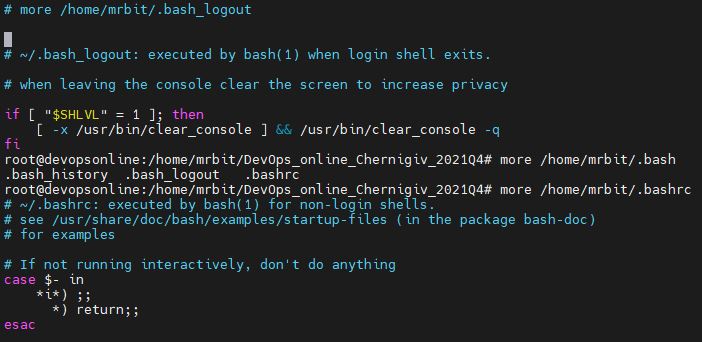 # more /home/mrbit/.bash_logout
# ~/.bash_logout: executed by bash(1) when login shell exits.
# when leaving the console clear the screen to increase privacy
if [ "$SHLVL" = 1 ]; then
    [ -x /usr/bin/clear_console ] && /usr/bin/clear_console -q
fi
root@devopsonline:/home/mrbit/DevOps_online_Chernigiv_2021Q4# more /home/mrbit/.bash
.bash_history  .bash_logout   .bashrc
root@devopsonline:/home/mrbit/DevOps_online_Chernigiv_2021Q4# more /home/mrbit/.bashrc
# ~/.bashrc: executed by bash(1) for non-login shells.
# see /usr/share/doc/bash/examples/startup-files (in the package bash-doc)
# for examples
# If not running interactively, don't do anything
case $- in
    *i*) ;;
      *) return;;
esac